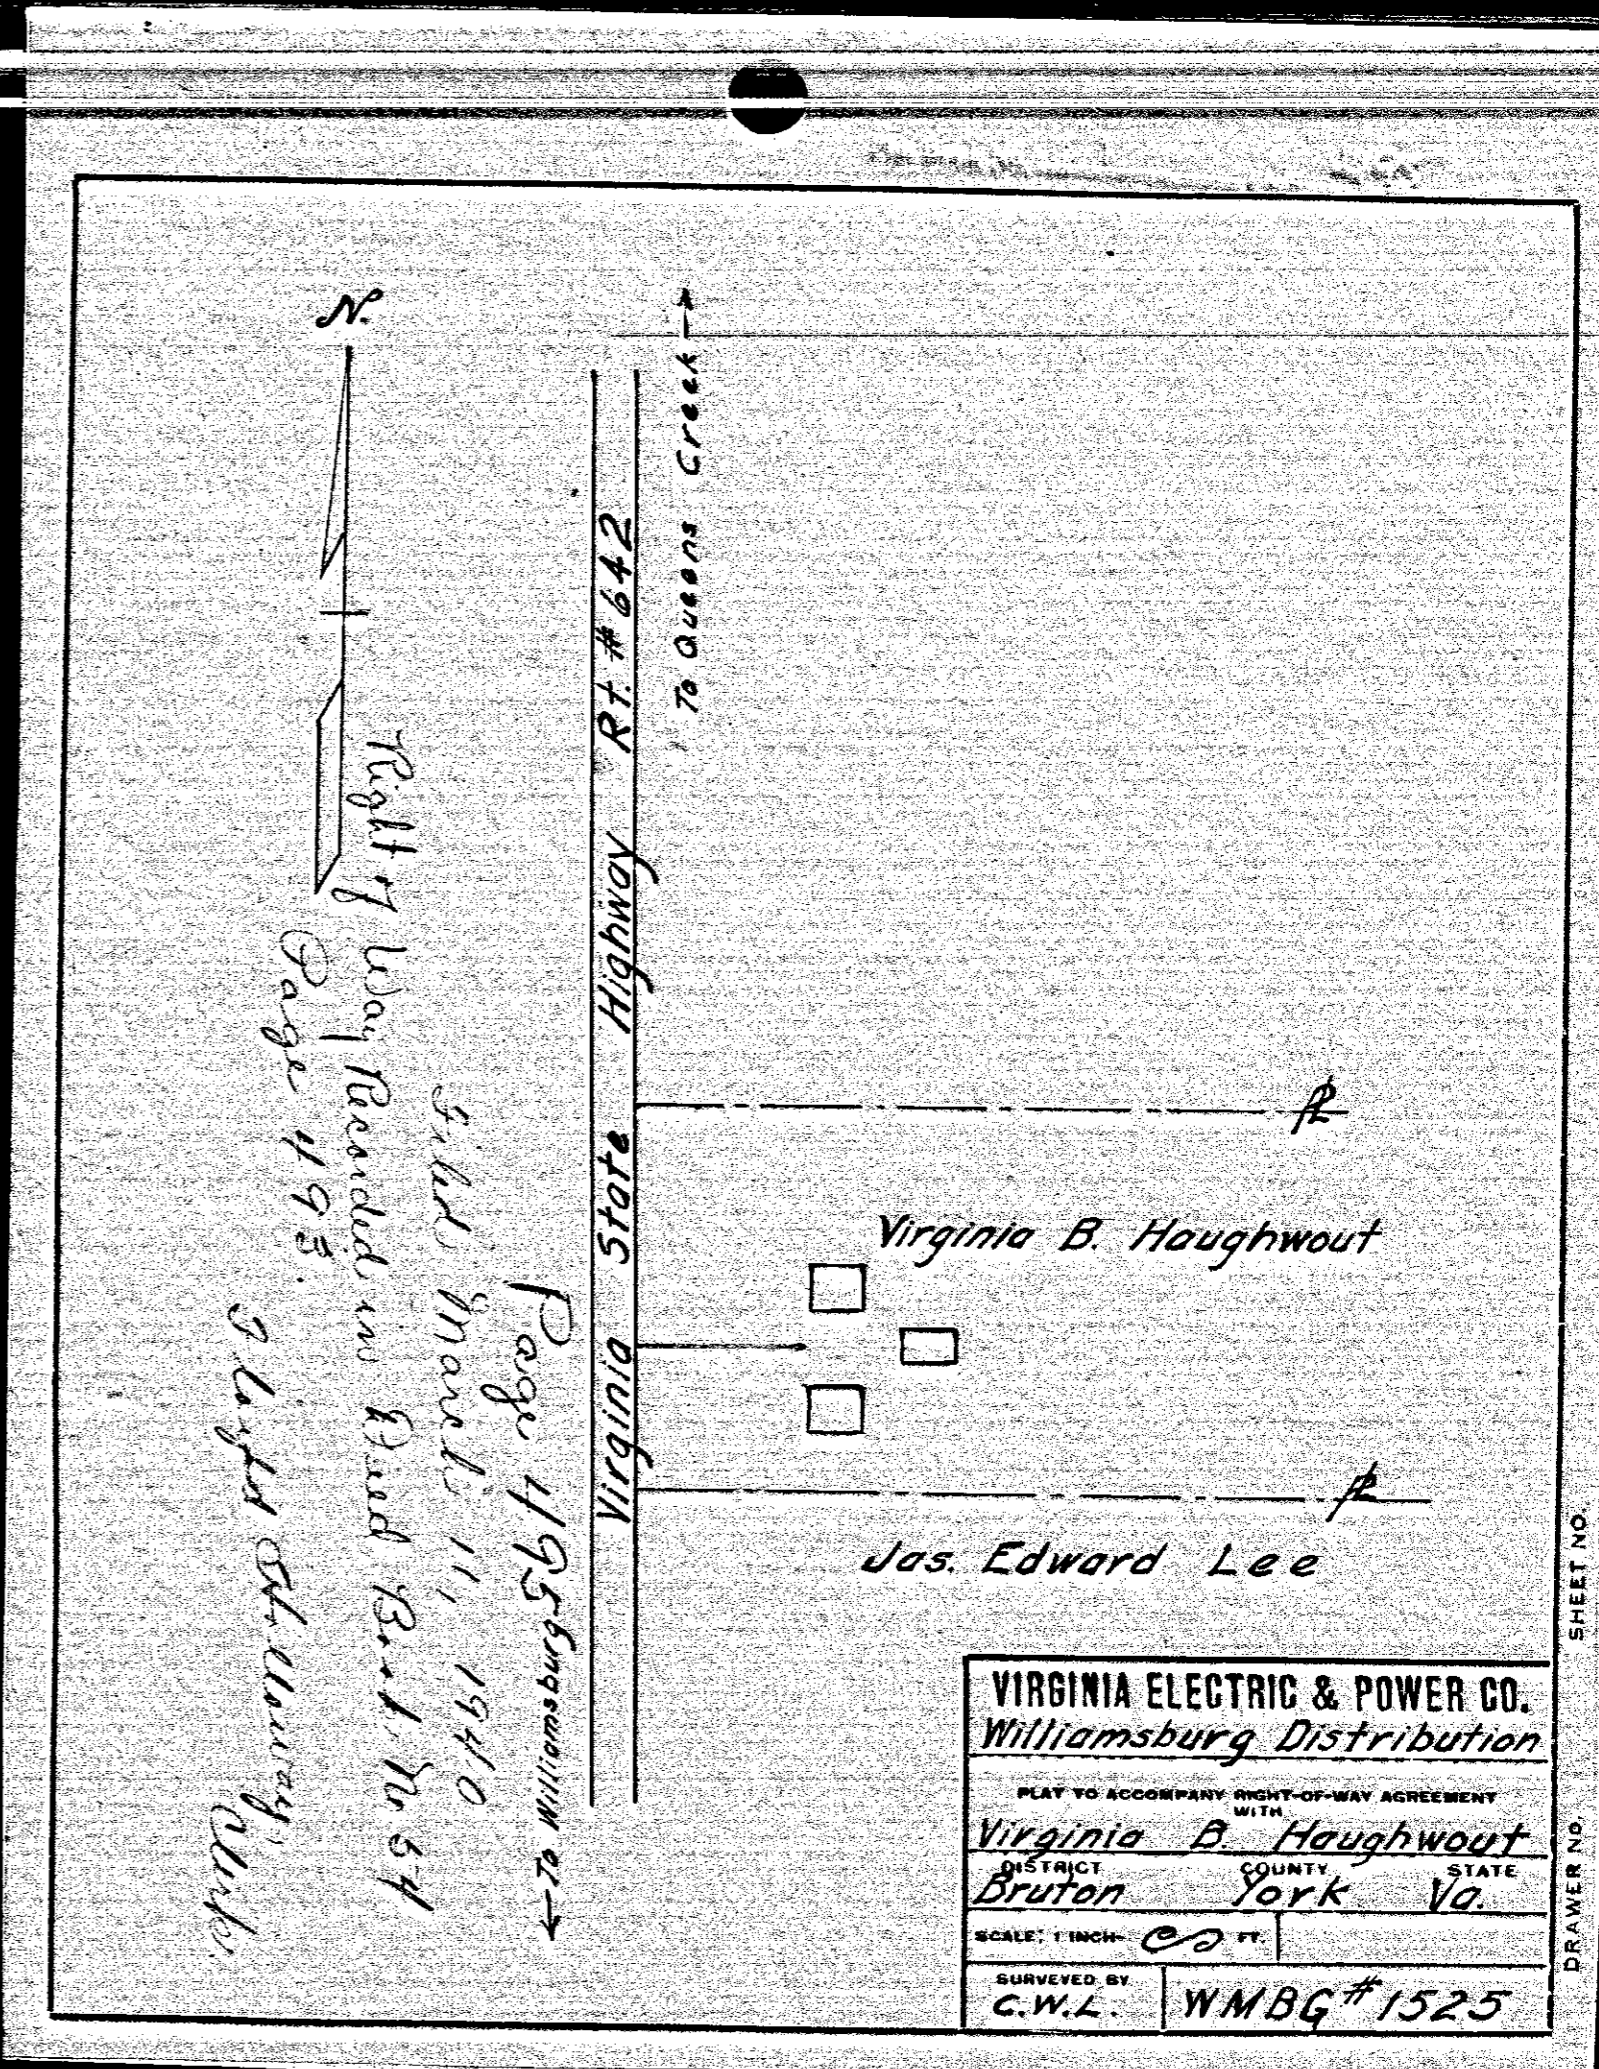 N.
To Queens Creek
Virginia State Highway Rt. # 642
To Williamsburg
Page 495
Filed March 11, 1940
Right of Way Recorded in Deed Book No 54
Page 495.
Clerk.
PL
Virginia B. Haughwout
PL
Jas. Edward Lee
VIRGINIA ELECTRIC & POWER CO.
Williamsburg Distribution
PLAT TO ACCOMPANY RIGHT-OF-WAY AGREEMENT
WITH
Virginia B. Haughwout
DISTRICT COUNTY STATE
Bruton York Va.
SCALE: 1 INCH= FT.
SURVEYED BY
C.W.L. WMBG # 1525
SHEET NO.
DRAWER NO.